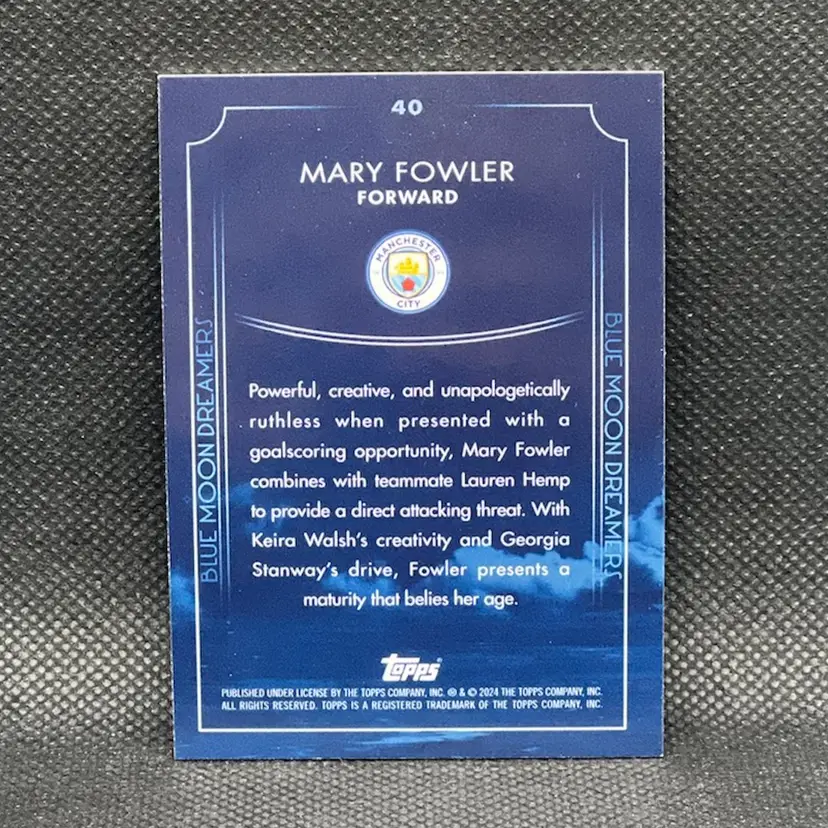 40
MARY FOWLER
FORWARD
MANCHESTER
CITY
BLUE MOON DREAMERS
BLUE MOON DREAMERS
Powerful, creative, and unapologetically
ruthless when presented with a
goalscoring opportunity, Mary Fowler
combines with teammate Lauren Hemp
to provide a direct attacking threat. With
Keira Walsh's creativity and Georgia
Stanway's drive, Fowler presents a
maturity that belies her age.
topps
PUBLISHED UNDER LICENSE BY THE TOPPS COMPANY, INC. ® & © 2024 THE TOPPS COMPANY, INC.
ALL RIGHTS RESERVED. TOPPS IS A REGISTERED TRADEMARK OF THE TOPPS COMPANY, INC.